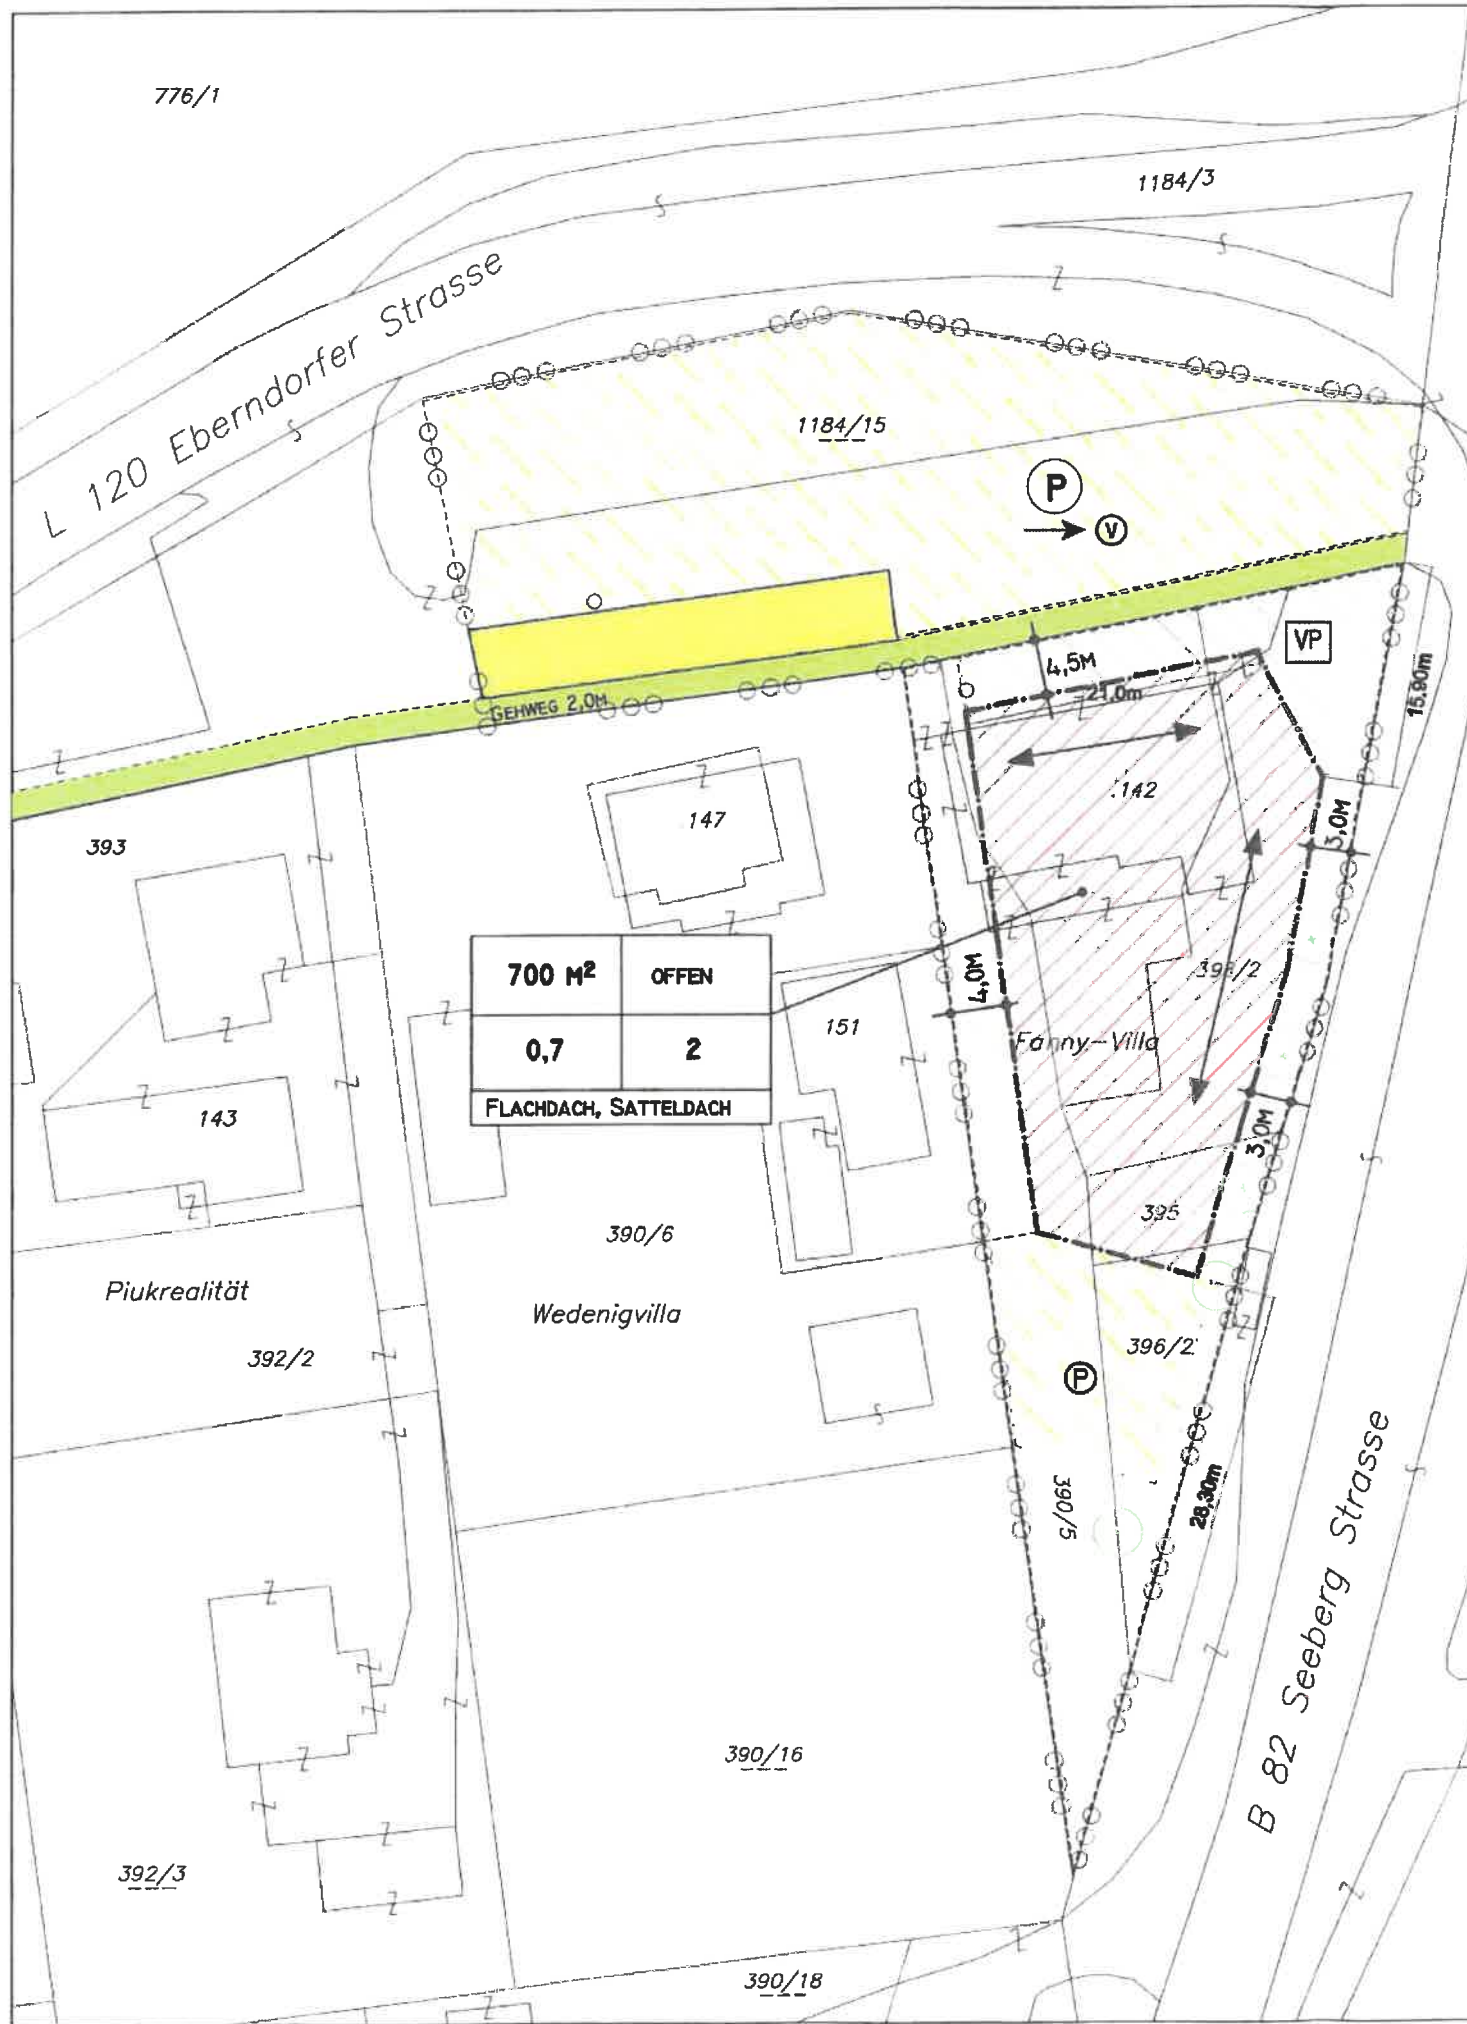 776/1
1184/3
L 120 Eberndorfer Strasse
1184/15
P
V
VP
4,5M
21,0m
15.90m
GEHWEG 2,0M
.142
147
393
3,0M
700 M² OFFEN
0,7 2
FLACHDACH, SATTELDACH
4,0M
151
Fanny-Villa
143
3,0M
395
390/6
Piukrealität
Wedenigvilla
396/2
392/2
P
390/5
28,30m
B 82 Seeberg Strasse
390/16
392/3
390/18